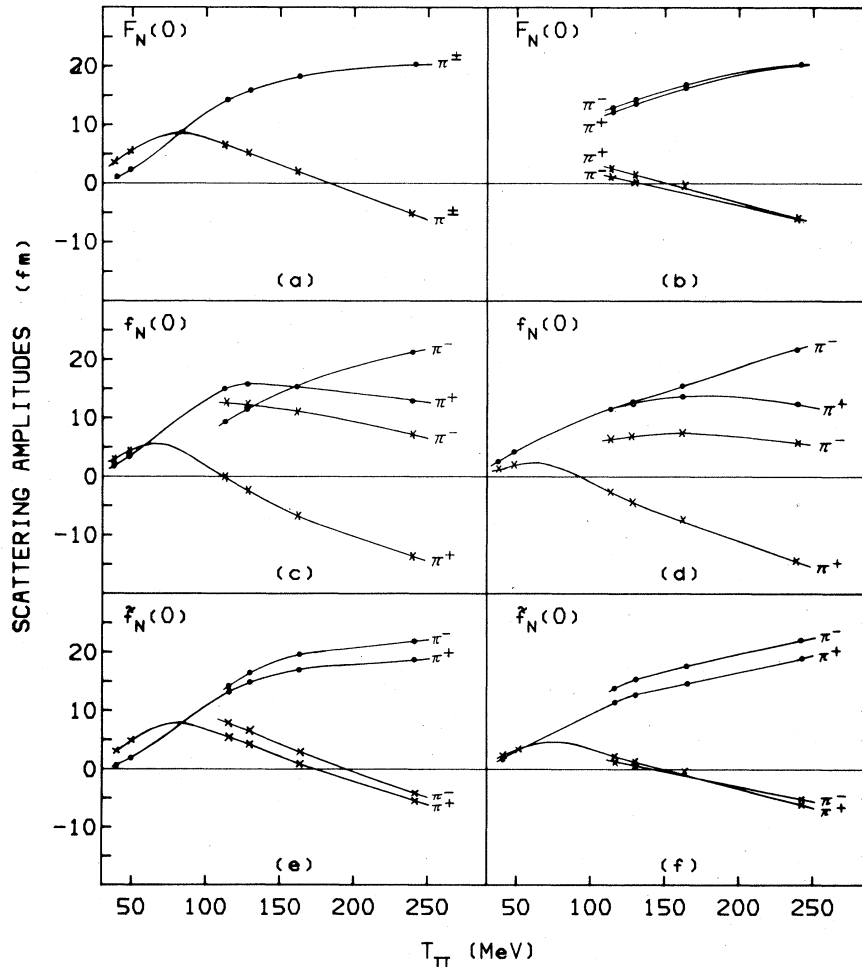 F_N(0)
F_N(0)
20
10
0
-10
π±
π±
π-
π+
π+
π-
(a)
(b)
f_N(0)
f_N(0)
20
10
0
-10
π-
π+
π-
π+
π-
π+
π-
π+
(c)
(d)
f̃_N(0)
f̃_N(0)
20
10
0
-10
π-
π+
π-
π+
π-
π+
π-
π+
(e)
(f)
50 100 150 200 250
50 100 150 200 250
T_π (MeV)
SCATTERING AMPLITUDES (fm)